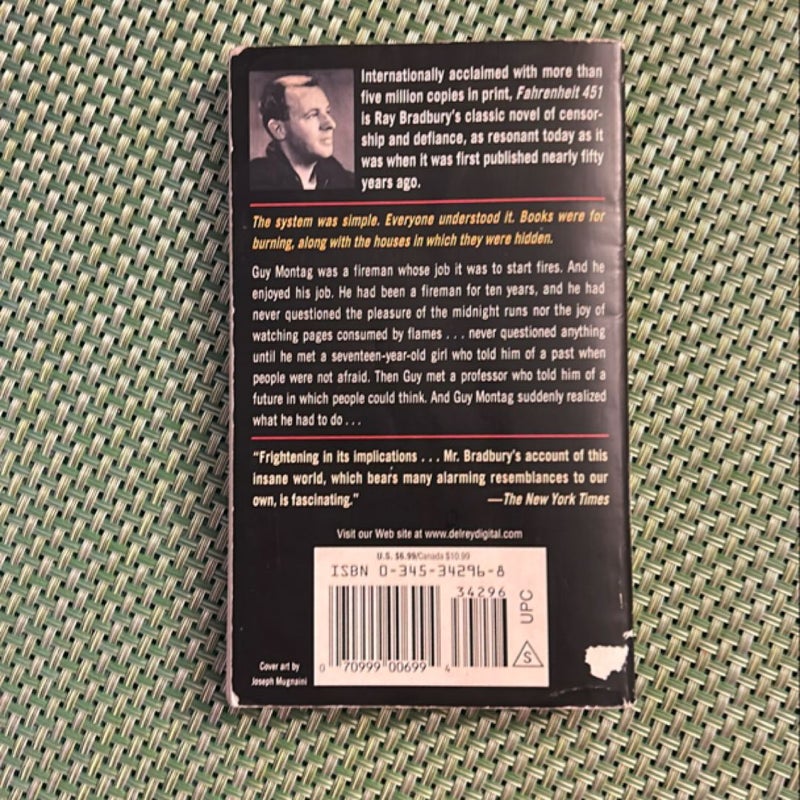 Internationally acclaimed with more than
five million copies in print, Fahrenheit 451
is Ray Bradbury's classic novel of censor-
ship and defiance, as resonant today as it
was when it was first published nearly fifty
years ago.
The system was simple. Everyone understood it. Books were for
burning, along with the houses in which they were hidden.
Guy Montag was a fireman whose job it was to start fires. And he
enjoyed his job. He had been a fireman for ten years, and he had
never questioned the pleasure of the midnight runs nor the joy of
watching pages consumed by flames . . . never questioned anything
until he met a seventeen-year-old girl who told him of a past when
people were not afraid. Then Guy met a professor who told him of a
future in which people could think. And Guy Montag suddenly realized
what he had to do . . .
"Frightening in its implications . . . Mr. Bradbury's account of this
insane world, which bears many alarming resemblances to our
own, is fascinating." —The New York Times
Visit our Web site at www.delreydigital.com
U.S. $6.99/Canada $10.99
ISBN 0-345-34296-8
34296
UPC
0 70999 00699 4
S
Cover art by
Joseph Mugnaini